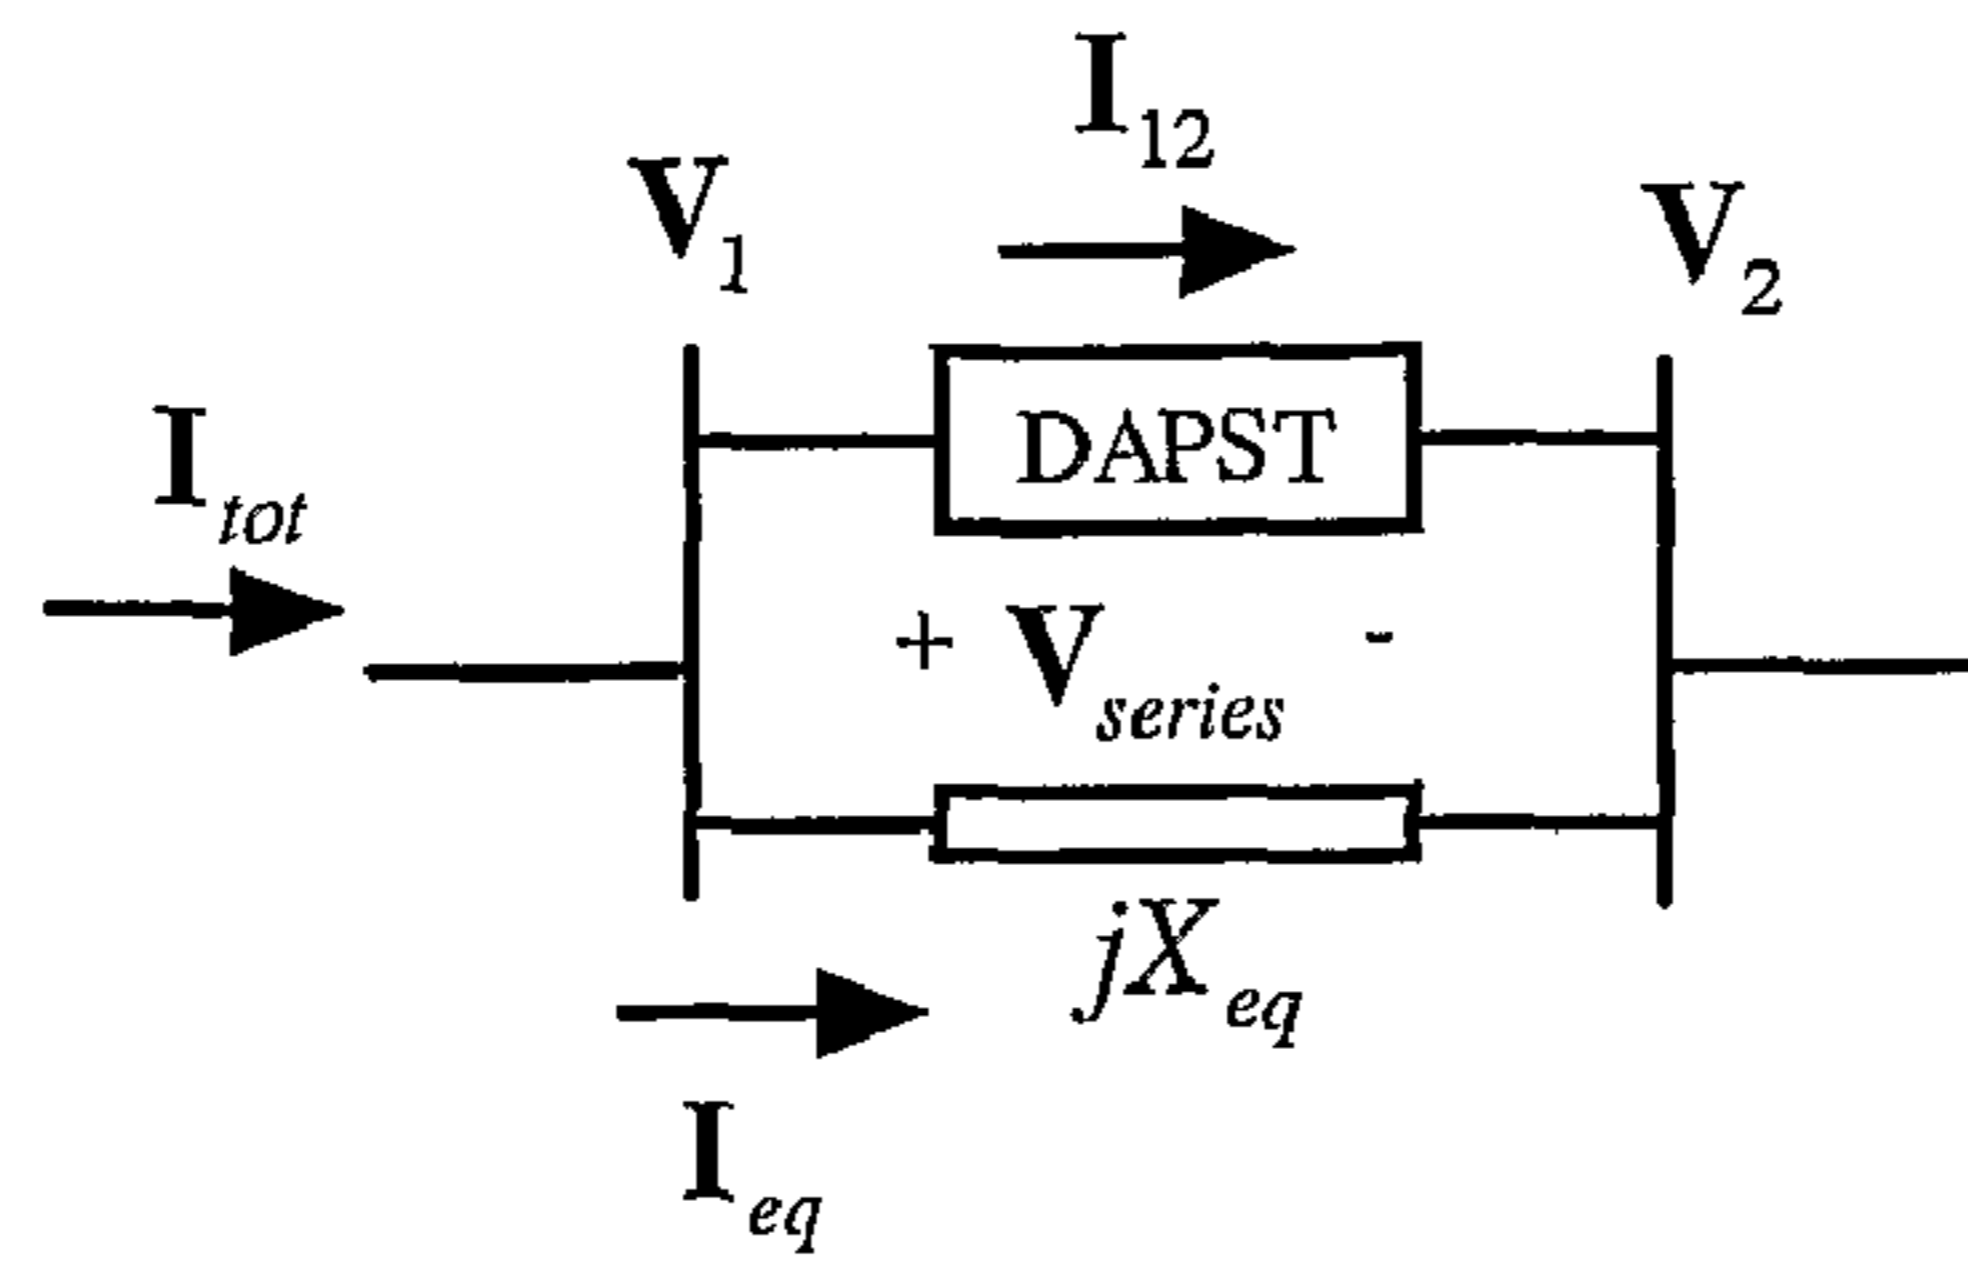 I12
V1
V2
Itot
DAPST
+ Vseries -
jXeq
Ieq